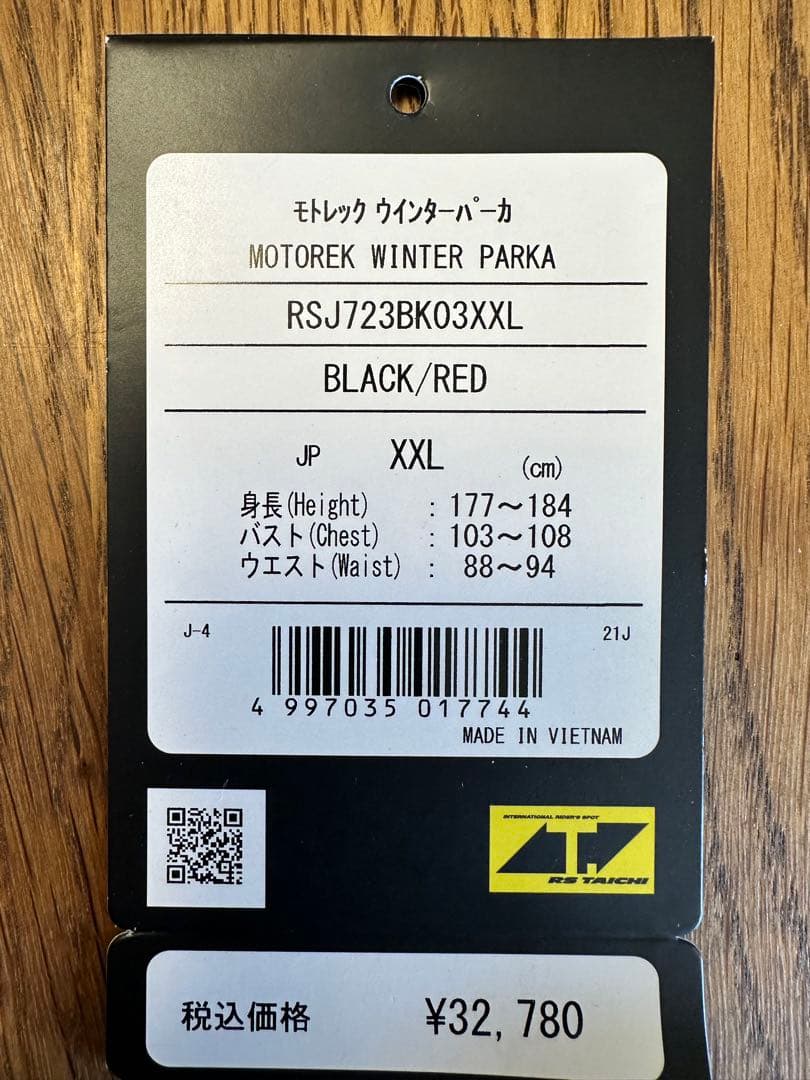 モトレック ウインターパーカ
MOTOREK WINTER PARKA
RSJ723BK03XXL
BLACK/RED
JP XXL (cm)
身長(Height) : 177～184
バスト(Chest) : 103～108
ウエスト(Waist) : 88～94
J-4 21J
4 997035 017744
MADE IN VIETNAM
INTERNATIONAL RIDER'S SPOT
RS TAICHI
税込価格 ¥32,780